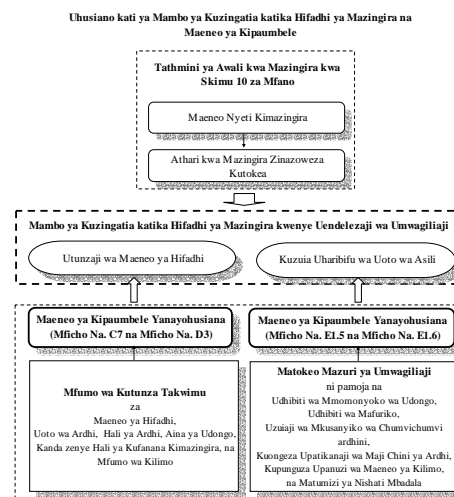 Uhusiano kati ya Mambo ya Kuzingatia katika Hifadhi ya Mazingira na
Maeneo ya Kipaumbele
Tathmini ya Awali kwa Mazingira kwa
Skimu 10 za Mfano
Maeneo Nyeti Kimazingira
Athari kwa Mazingira Zinazoweza
Kutokea
Mambo ya Kuzingatia katika Hifadhi ya Mazingira kwenye Uendelezaji wa Umwagiliaji
Utunzaji wa Maeneo ya Hifadhi
Kuzuia Uharibifu wa Uoto wa Asili
Maeneo ya Kipaumbele Yanayohusiana
(Mficho Na. C7 na Mficho Na. D3)
Maeneo ya Kipaumbele Yanayohusiana
(Mficho Na. E1.5 na Mficho Na. E1.6)
Mfumo wa Kutunza Takwimu
za
Maeneo ya Hifadhi,
Uoto wa Ardhi, Hali ya Ardhi, Aina ya Udongo,
Kanda zenye Hali ya Kufanana Kimazingira, na
Mfumo wa Kilimo
Matokeo Mazuri ya Umwagiliaji
ni pamoja na
Udhibiti wa Mmomonyoko wa Udongo,
Udhibiti wa Mafuriko,
Uzuiaji wa Mkusanyiko wa Chumvichumvi
ardhini,
Kuongeza Upatikanaji wa Maji Chini ya Ardhi,
Kupunguza Upanuzi wa Maeneo ya Kilimo,
na Matumizi ya Nishati Mbadala